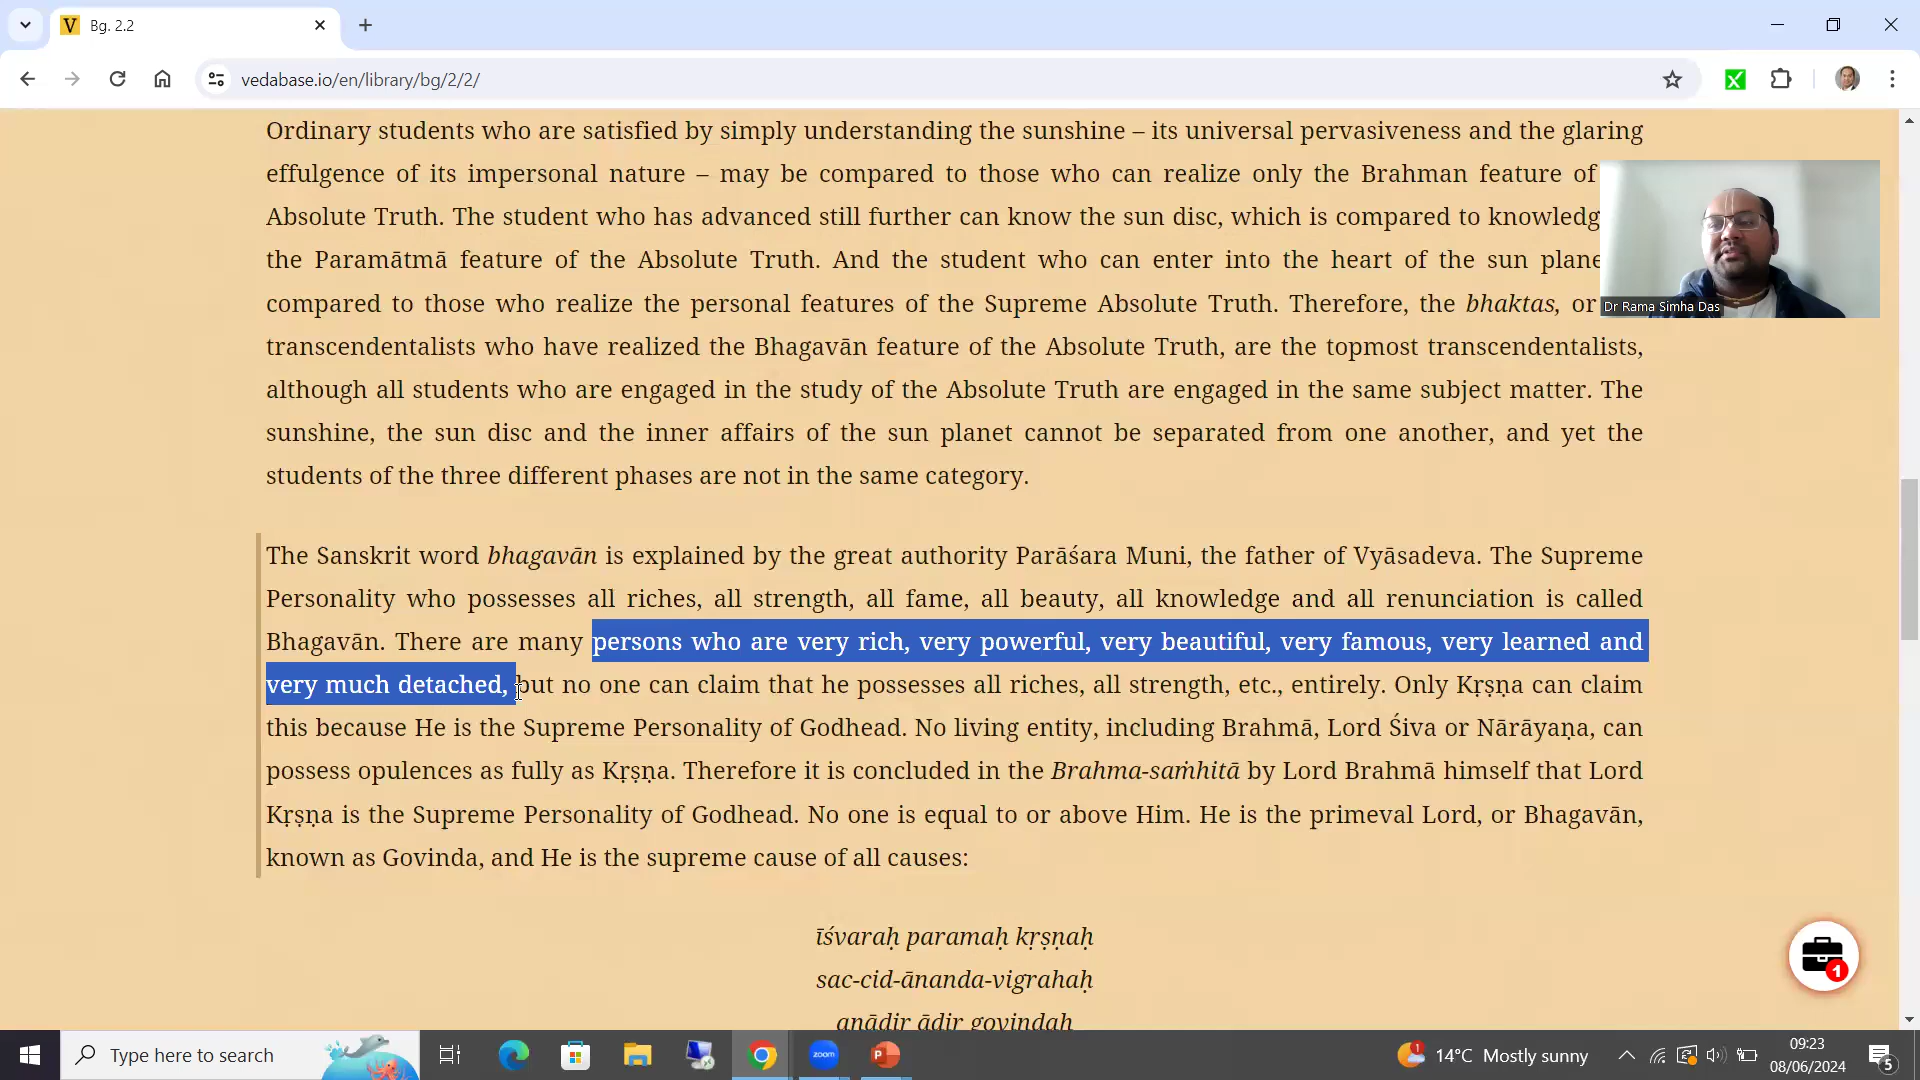 Bg. 2.2
vedabase.io/en/library/bg/2/2/
Ordinary students who are satisfied by simply understanding the sunshine – its universal pervasiveness and the glaring
effulgence of its impersonal nature – may be compared to those who can realize only the Brahman feature of
Absolute Truth. The student who has advanced still further can know the sun disc, which is compared to knowledg
the Paramātmā feature of the Absolute Truth. And the student who can enter into the heart of the sun plane
compared to those who realize the personal features of the Supreme Absolute Truth. Therefore, the bhaktas, or
Dr Rama Simha Das
transcendentalists who have realized the Bhagavān feature of the Absolute Truth, are the topmost transcendentalists,
although all students who are engaged in the study of the Absolute Truth are engaged in the same subject matter. The
sunshine, the sun disc and the inner affairs of the sun planet cannot be separated from one another, and yet the
students of the three different phases are not in the same category.
The Sanskrit word bhagavān is explained by the great authority Parāśara Muni, the father of Vyāsadeva. The Supreme
Personality who possesses all riches, all strength, all fame, all beauty, all knowledge and all renunciation is called
Bhagavān. There are many persons who are very rich, very powerful, very beautiful, very famous, very learned and
very much detached, but no one can claim that he possesses all riches, all strength, etc., entirely. Only Kṛṣṇa can claim
this because He is the Supreme Personality of Godhead. No living entity, including Brahmā, Lord Śiva or Nārāyaṇa, can
possess opulences as fully as Kṛṣṇa. Therefore it is concluded in the Brahma-saṁhitā by Lord Brahmā himself that Lord
Kṛṣṇa is the Supreme Personality of Godhead. No one is equal to or above Him. He is the primeval Lord, or Bhagavān,
known as Govinda, and He is the supreme cause of all causes:
īśvaraḥ paramaḥ kṛṣṇaḥ
sac-cid-ānanda-vigrahaḥ
anādir ādir govindaḥ
1
Type here to search
zoom
1
14°C Mostly sunny
09:23
08/06/2024
5